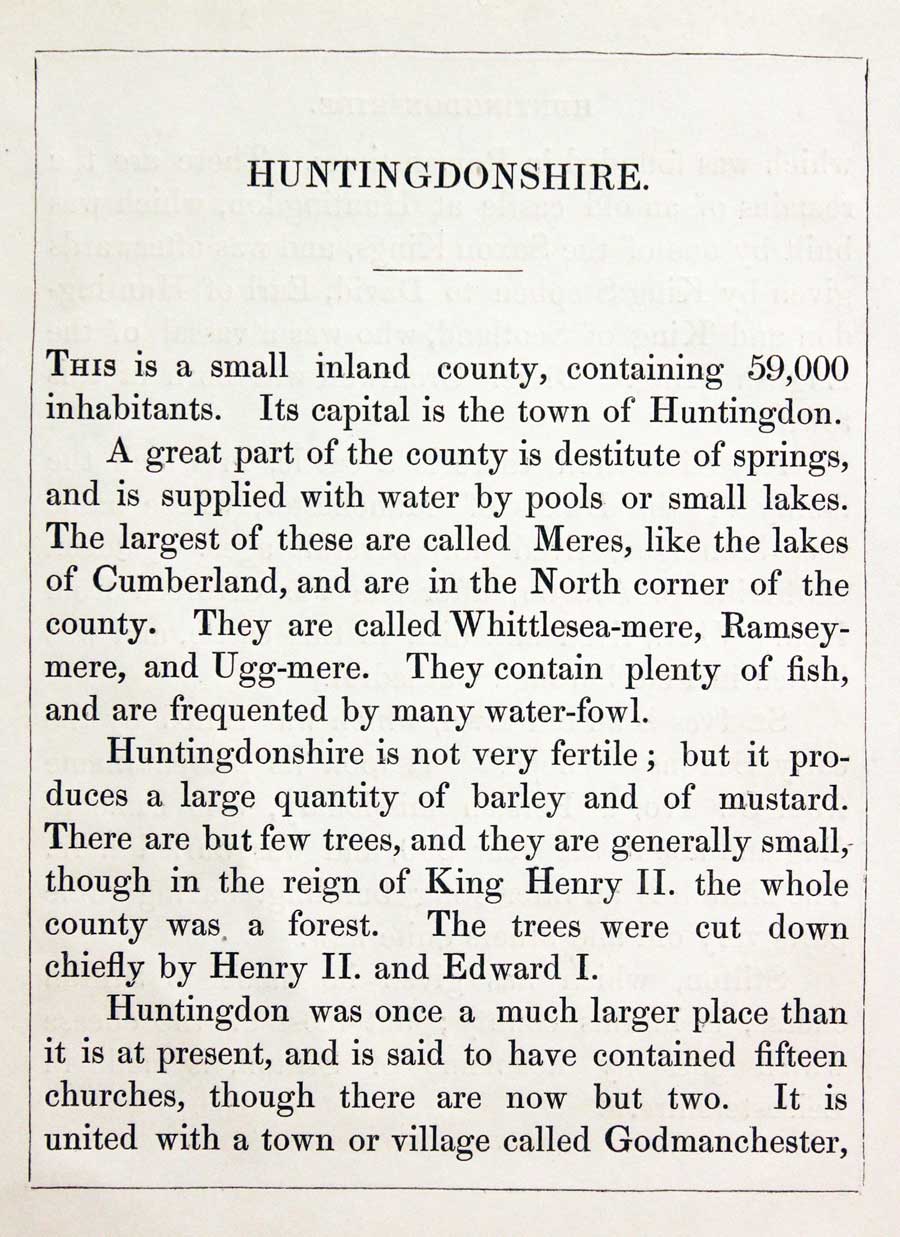 HUNTINGDONSHIRE.
THIS is a small inland county, containing 59,000
inhabitants. Its capital is the town of Huntingdon.
A great part of the county is destitute of springs,
and is supplied with water by pools or small lakes.
The largest of these are called Meres, like the lakes
of Cumberland, and are in the North corner of the
county. They are called Whittlesea-mere, Ramsey-
mere, and Ugg-mere. They contain plenty of fish,
and are frequented by many water-fowl.
Huntingdonshire is not very fertile; but it pro-
duces a large quantity of barley and of mustard.
There are but few trees, and they are generally small,
though in the reign of King Henry II. the whole
county was a forest. The trees were cut down
chiefly by Henry II. and Edward I.
Huntingdon was once a much larger place than
it is at present, and is said to have contained fifteen
churches, though there are now but two. It is
united with a town or village called Godmanchester,